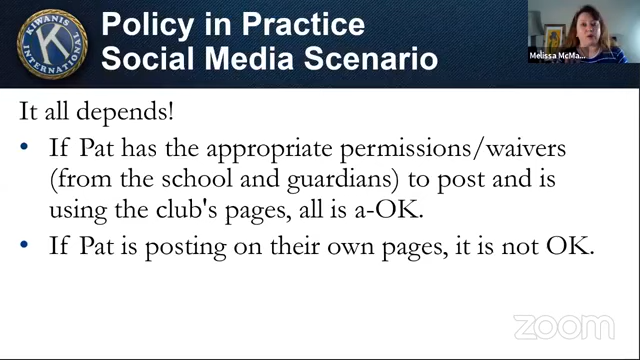 KIWANIS
INTERNATIONAL
K
Policy in Practice
Social Media Scenario
Melissa McMa...
It all depends!
• If Pat has the appropriate permissions/waivers
(from the school and guardians) to post and is
using the club's pages, all is a-OK.
• If Pat is posting on their own pages, it is not OK.
zoom